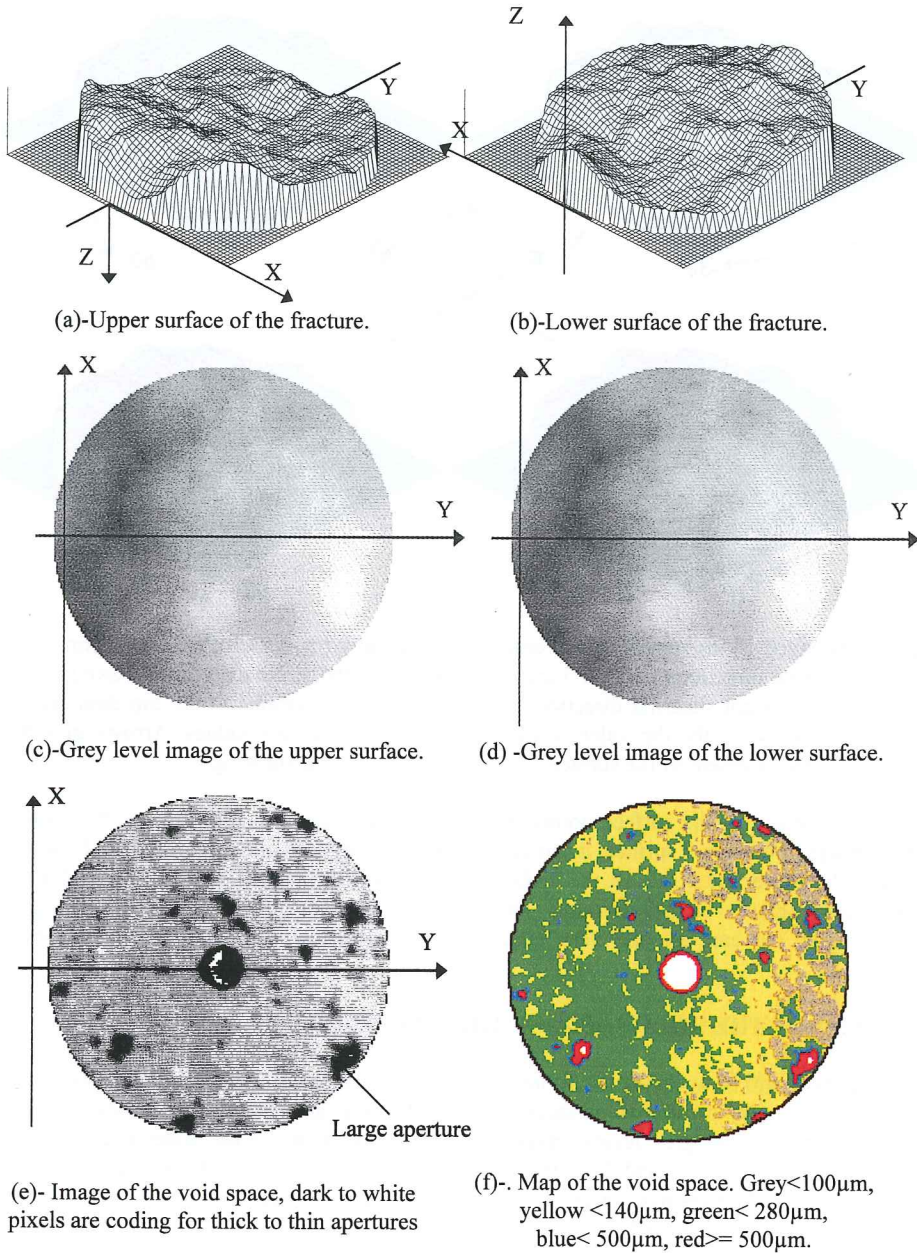 Z
Y
Y
X
Z
X
(a)-Upper surface of the fracture.
(b)-Lower surface of the fracture.
X
X
Y
Y
(c)-Grey level image of the upper surface.
(d) -Grey level image of the lower surface.
X
Y
Large aperture
(e)- Image of the void space, dark to white
pixels are coding for thick to thin apertures
(f)-. Map of the void space. Grey<100µm,
yellow <140µm, green< 280µm,
blue< 500µm, red>= 500µm.